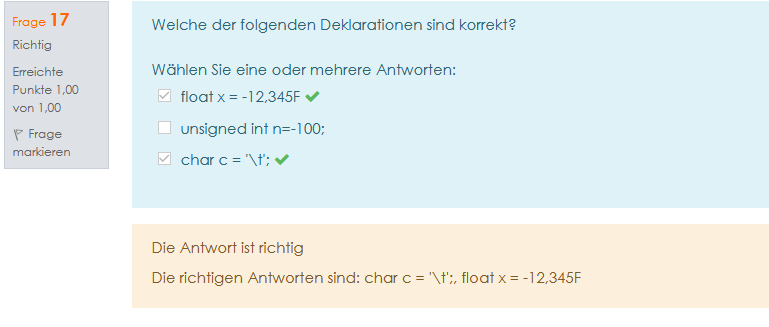 Frage 17
Richtig
Erreichte
Punkte 1,00
von 1,00
Frage
markieren
Welche der folgenden Deklarationen sind korrekt?
Wählen Sie eine oder mehrere Antworten:
float x = -12,345F
unsigned int n=-100;
char c = '\t';
Die Antwort ist richtig
Die richtigen Antworten sind: char c = '\t';, float x = -12,345F